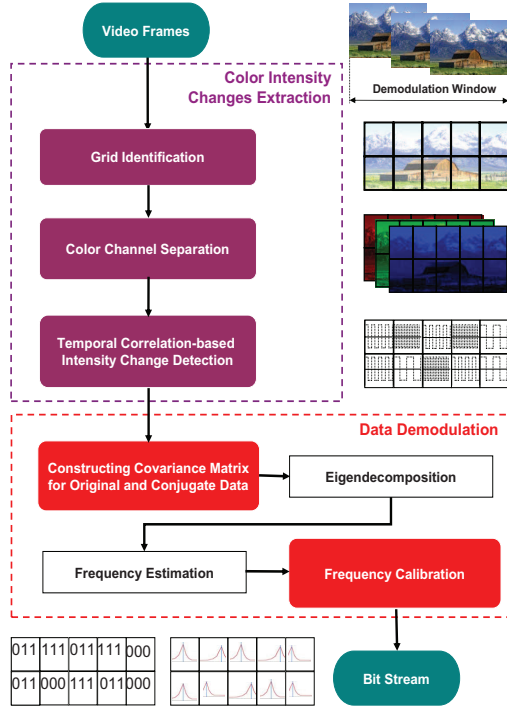 Video Frames
Color Intensity
Changes Extraction
Demodulation Window
Grid Identification
Color Channel Separation
Temporal Correlation-based
Intensity Change Detection
Data Demodulation
Constructing Covariance Matrix
for Original and Conjugate Data
Eigendecomposition
Frequency Estimation
Frequency Calibration
011 111 011 111 000
011 000 111 011 000
Bit Stream